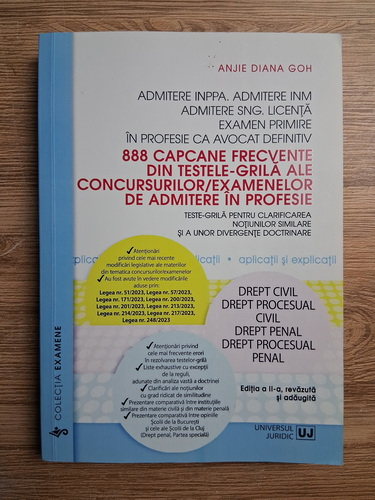 ANJIE DIANA GOH
ADMITERE INPPA. ADMITERE INM
ADMITERE SNG. LICENȚĂ
EXAMEN PRIMIRE
ÎN PROFESIE CA AVOCAT DEFINITIV
888 CAPCANE FRECVENTE
DIN TESTELE-GRILĂ ALE
CONCURSURILOR/EXAMENELOR
DE ADMITERE ÎN PROFESIE
TESTE-GRILĂ PENTRU CLARIFICAREA
NOȚIUNILOR SIMILARE
ȘI A UNOR DIVERGENȚE DOCTRINARE
aplicații și explicații
✓ Atenționări
privind cele mai recente
modificări legislative ale materiilor
din tematica concursurilor/examenelor
✓ Au fost avute în vedere modificările
aduse prin:
Legea nr. 51/2023, Legea nr. 57/2023,
Legea nr. 171/2023, Legea nr. 200/2023,
Legea nr. 201/2023, Legea nr. 213/2023,
Legea nr. 214/2023, Legea nr. 217/2023,
Legea nr. 248/2023
DREPT CIVIL
DREPT PROCESUAL
CIVIL
DREPT PENAL
DREPT PROCESUAL
PENAL
✓ Atenționări privind
cele mai frecvente erori
în rezolvarea testelor-grilă
✓ Liste exhaustive cu excepții
de la reguli,
adunate din analiza vastă a doctrinei
✓ Clarificări ale noțiunilor
cu grad ridicat de similitudine
✓ Prezentare comparativă între instituțiile
similare din materie civilă și din materie penală
✓ Prezentare comparativă între opiniile
Școlii de la București
și cele ale Școlii de la Cluj
(Drept penal, Partea specială)
Ediția a II-a, revăzută
și adăugită
COLECȚIA EXAMENE
UNIVERSUL
JURIDIC
UJ